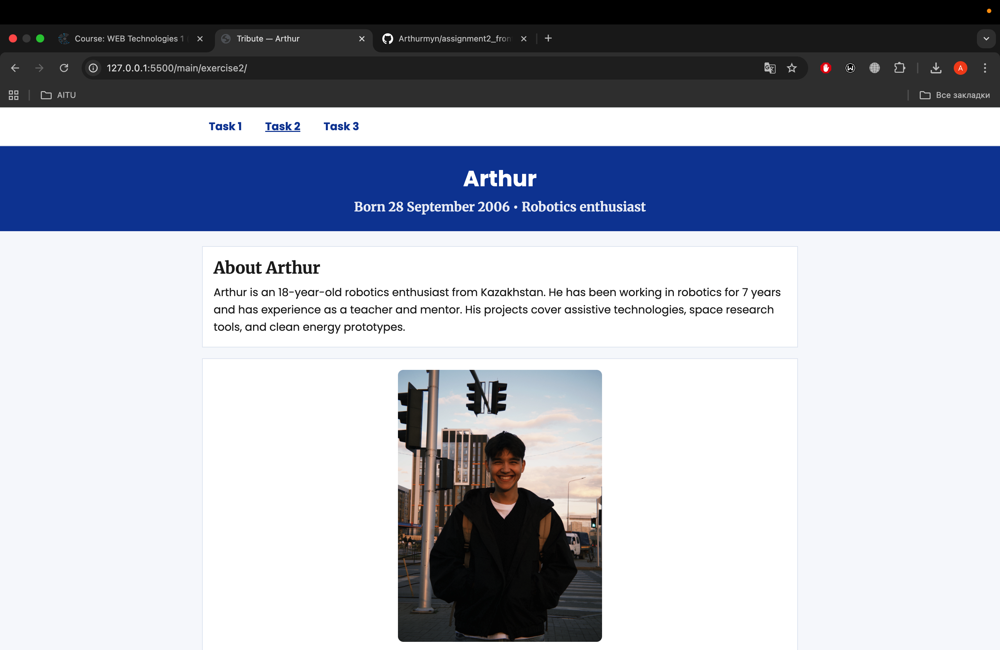 Course: WEB Technologies 1 (
Tribute — Arthur
Arthurmyn/assignment2_fron
127.0.0.1:5500/main/exercise2/
A
AITU
Все закладки
Task 1
Task 2
Task 3
Arthur
Born 28 September 2006 • Robotics enthusiast
About Arthur
Arthur is an 18-year-old robotics enthusiast from Kazakhstan. He has been working in robotics for 7 years
and has experience as a teacher and mentor. His projects cover assistive technologies, space research
tools, and clean energy prototypes.